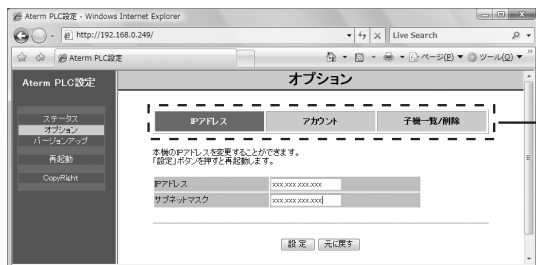 Aterm PLC設定 - Windows Internet Explorer
http://192.168.0.249/
Live Search
Aterm PLC設定
ページ(P)
ツール(O)
Aterm PLC設定
オプション
ステータス
オプション
バージョンアップ
再起動
CopyRight
IPアドレス
アカウント
子機一覧/削除
本機のIPアドレスを変更することができます。
「設定」ボタンを押すと再起動します。
IPアドレス
xxx.xxx.xxx.xxx
サブネットマスク
xxx.xxx.xxx.xxx
設定
元に戻す